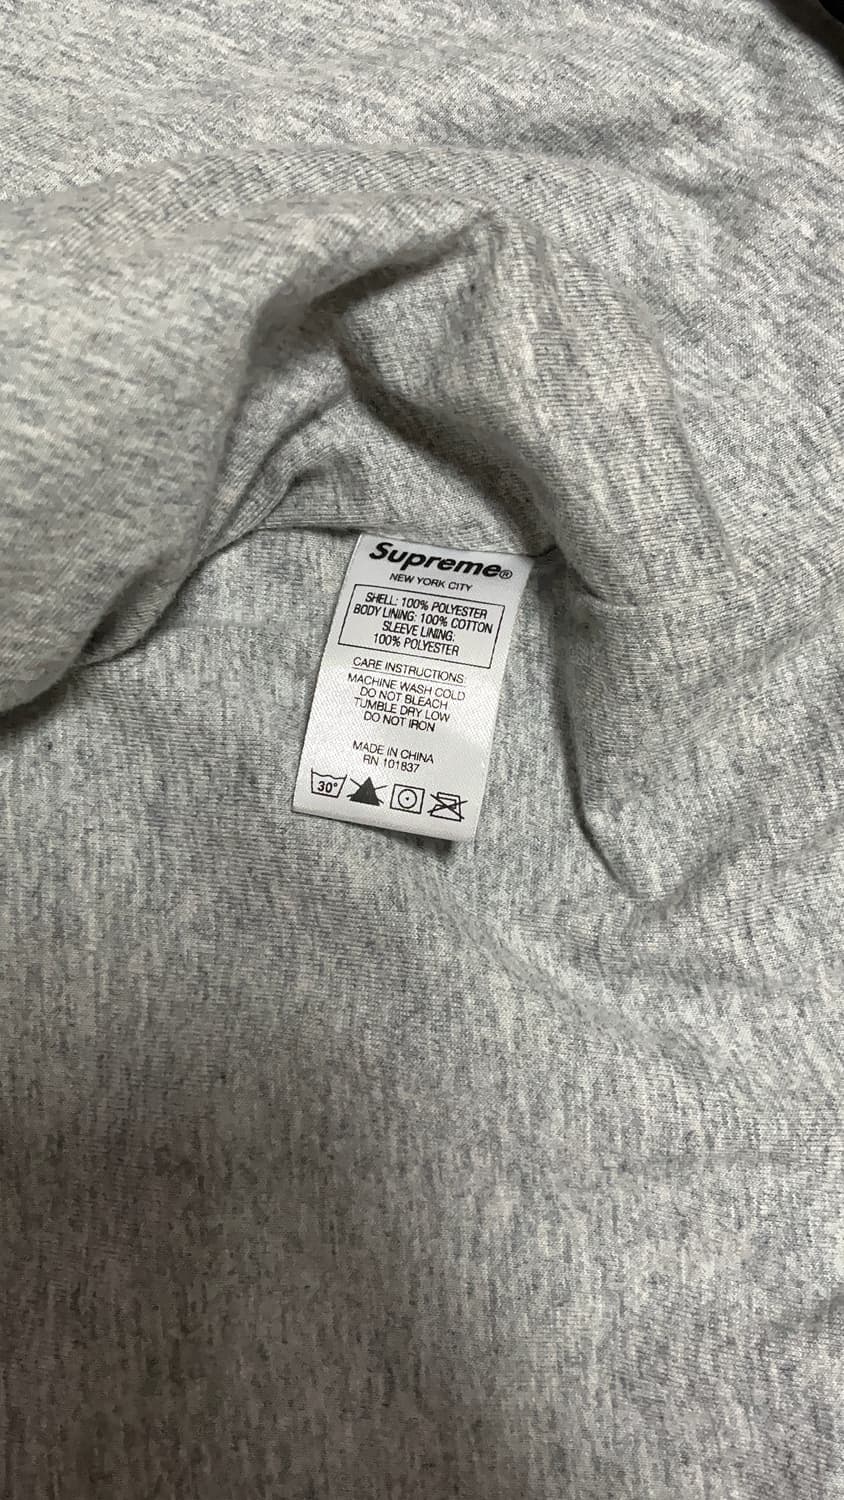 Supreme®
NEW YORK CITY
SHELL: 100% POLYESTER
BODY LINING: 100% COTTON
SLEEVE LINING:
100% POLYESTER
CARE INSTRUCTIONS:
MACHINE WASH COLD
DO NOT BLEACH
TUMBLE DRY LOW
DO NOT IRON
MADE IN CHINA
RN 101837
30°